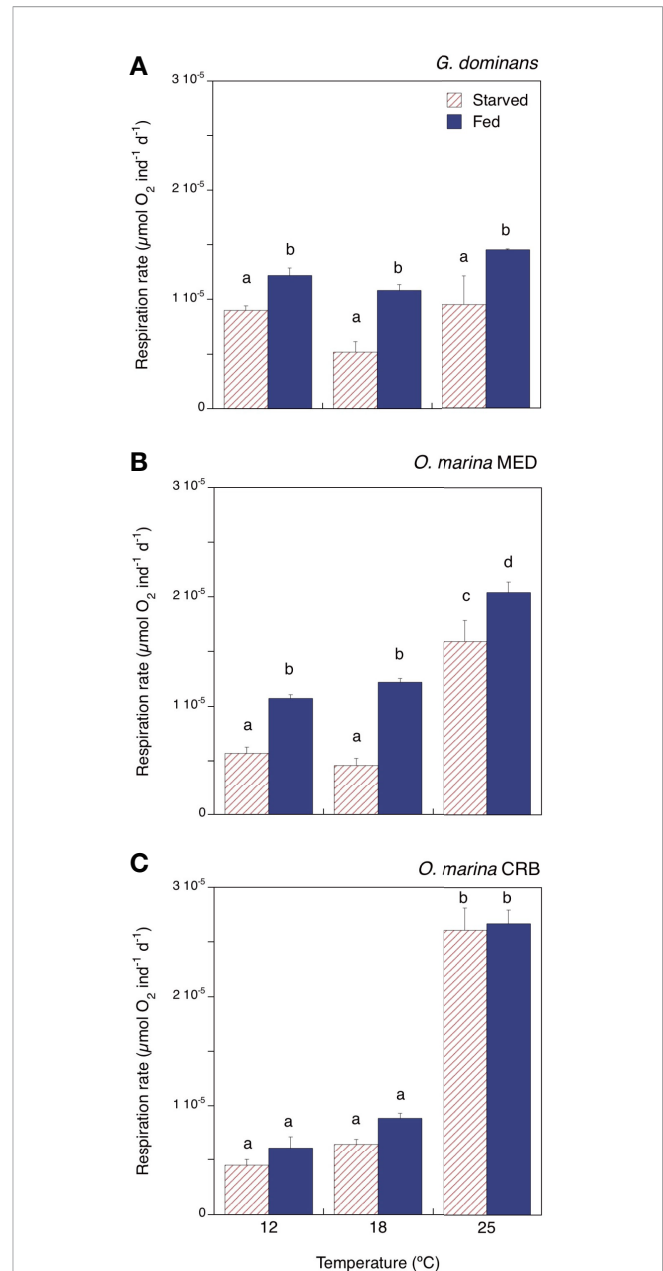 A
G. dominans
Respiration rate (µmol O₂ ind⁻¹ d⁻¹)
3 10⁻⁵
2 10⁻⁵
1 10⁻⁵
0
Starved
Fed
a
b
a
b
a
b
B
O. marina MED
Respiration rate (µmol O₂ ind⁻¹ d⁻¹)
3 10⁻⁵
2 10⁻⁵
1 10⁻⁵
0
a
b
a
b
c
d
C
O. marina CRB
Respiration rate (µmol O₂ ind⁻¹ d⁻¹)
3 10⁻⁵
2 10⁻⁵
1 10⁻⁵
0
a
a
a
a
b
b
12
18
25
Temperature (ºC)